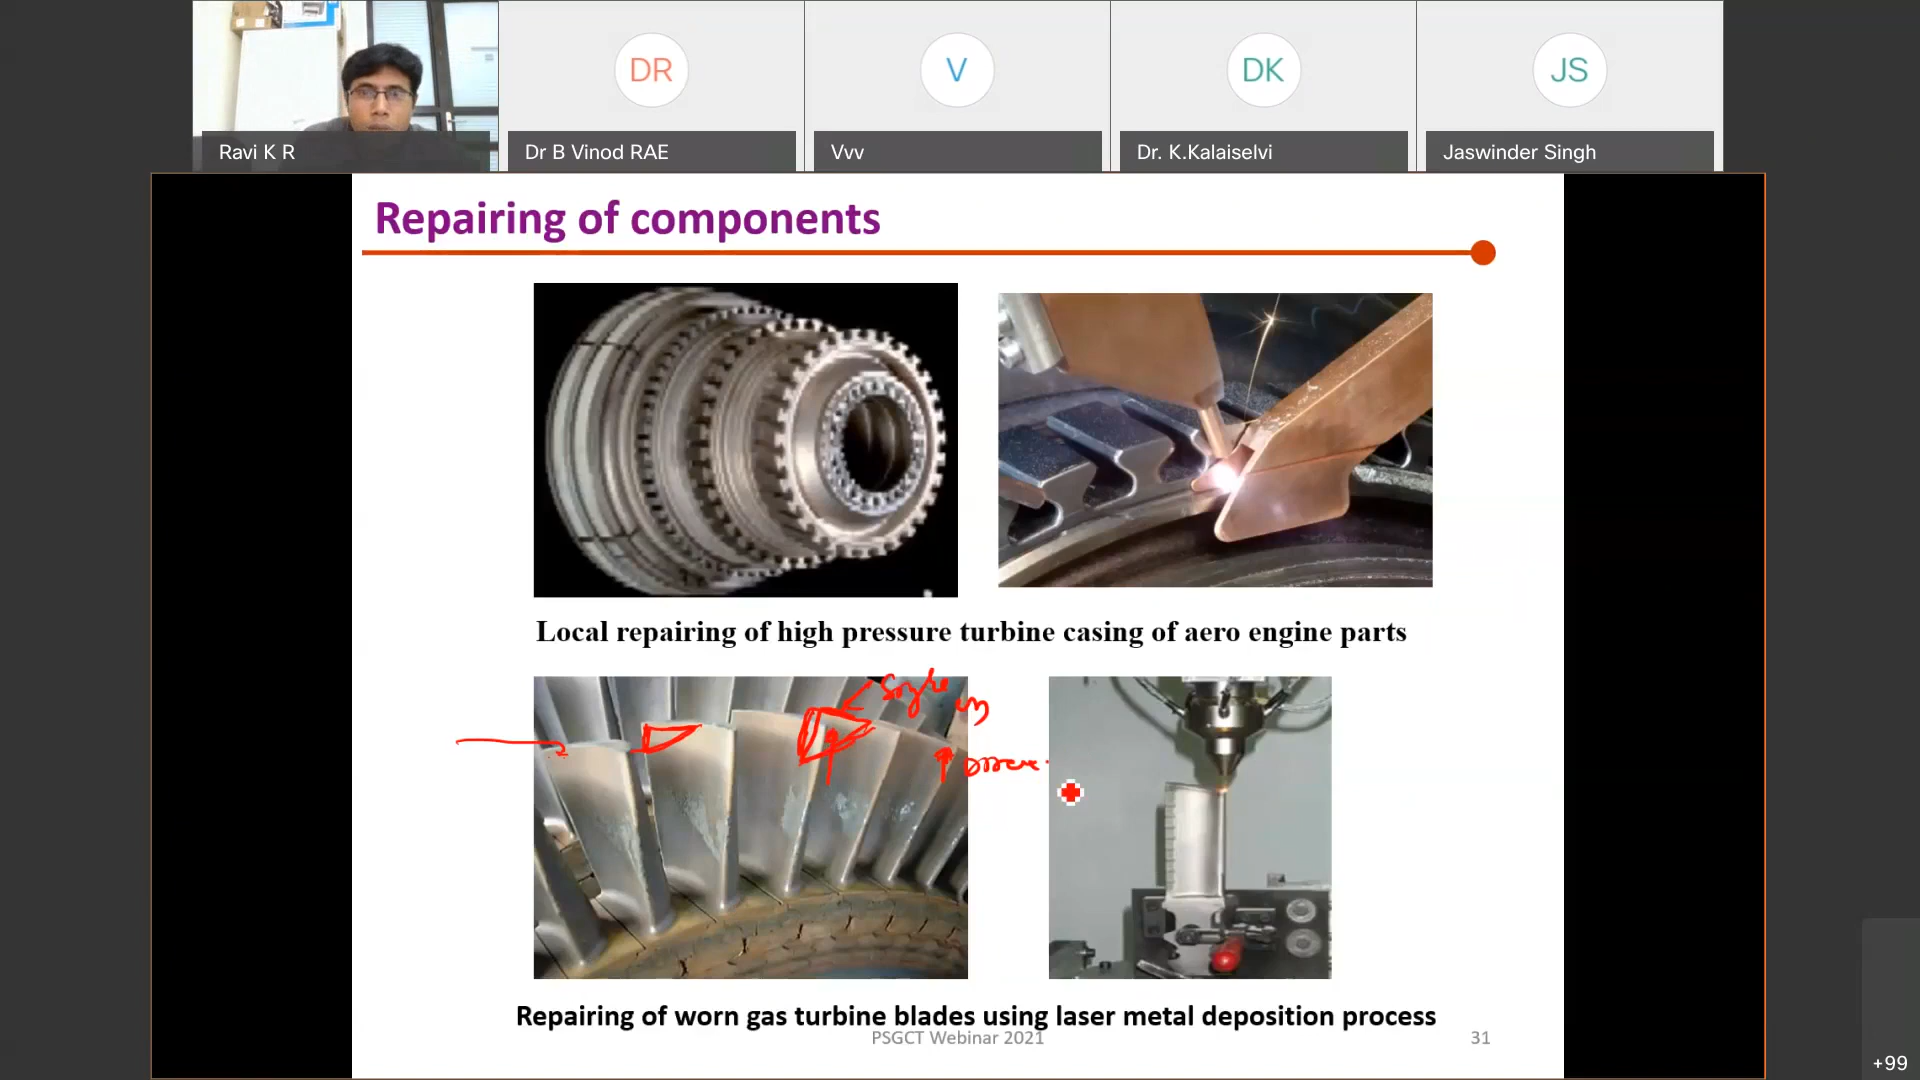 DR
V
DK
JS
Ravi K R
Dr B Vinod RAE
Vvv
Dr. K.Kalaiselvi
Jaswinder Singh
Repairing of components
Local repairing of high pressure turbine casing of aero engine parts
Repairing of worn gas turbine blades using laser metal deposition process
PSGCT Webinar 2021
31
+99